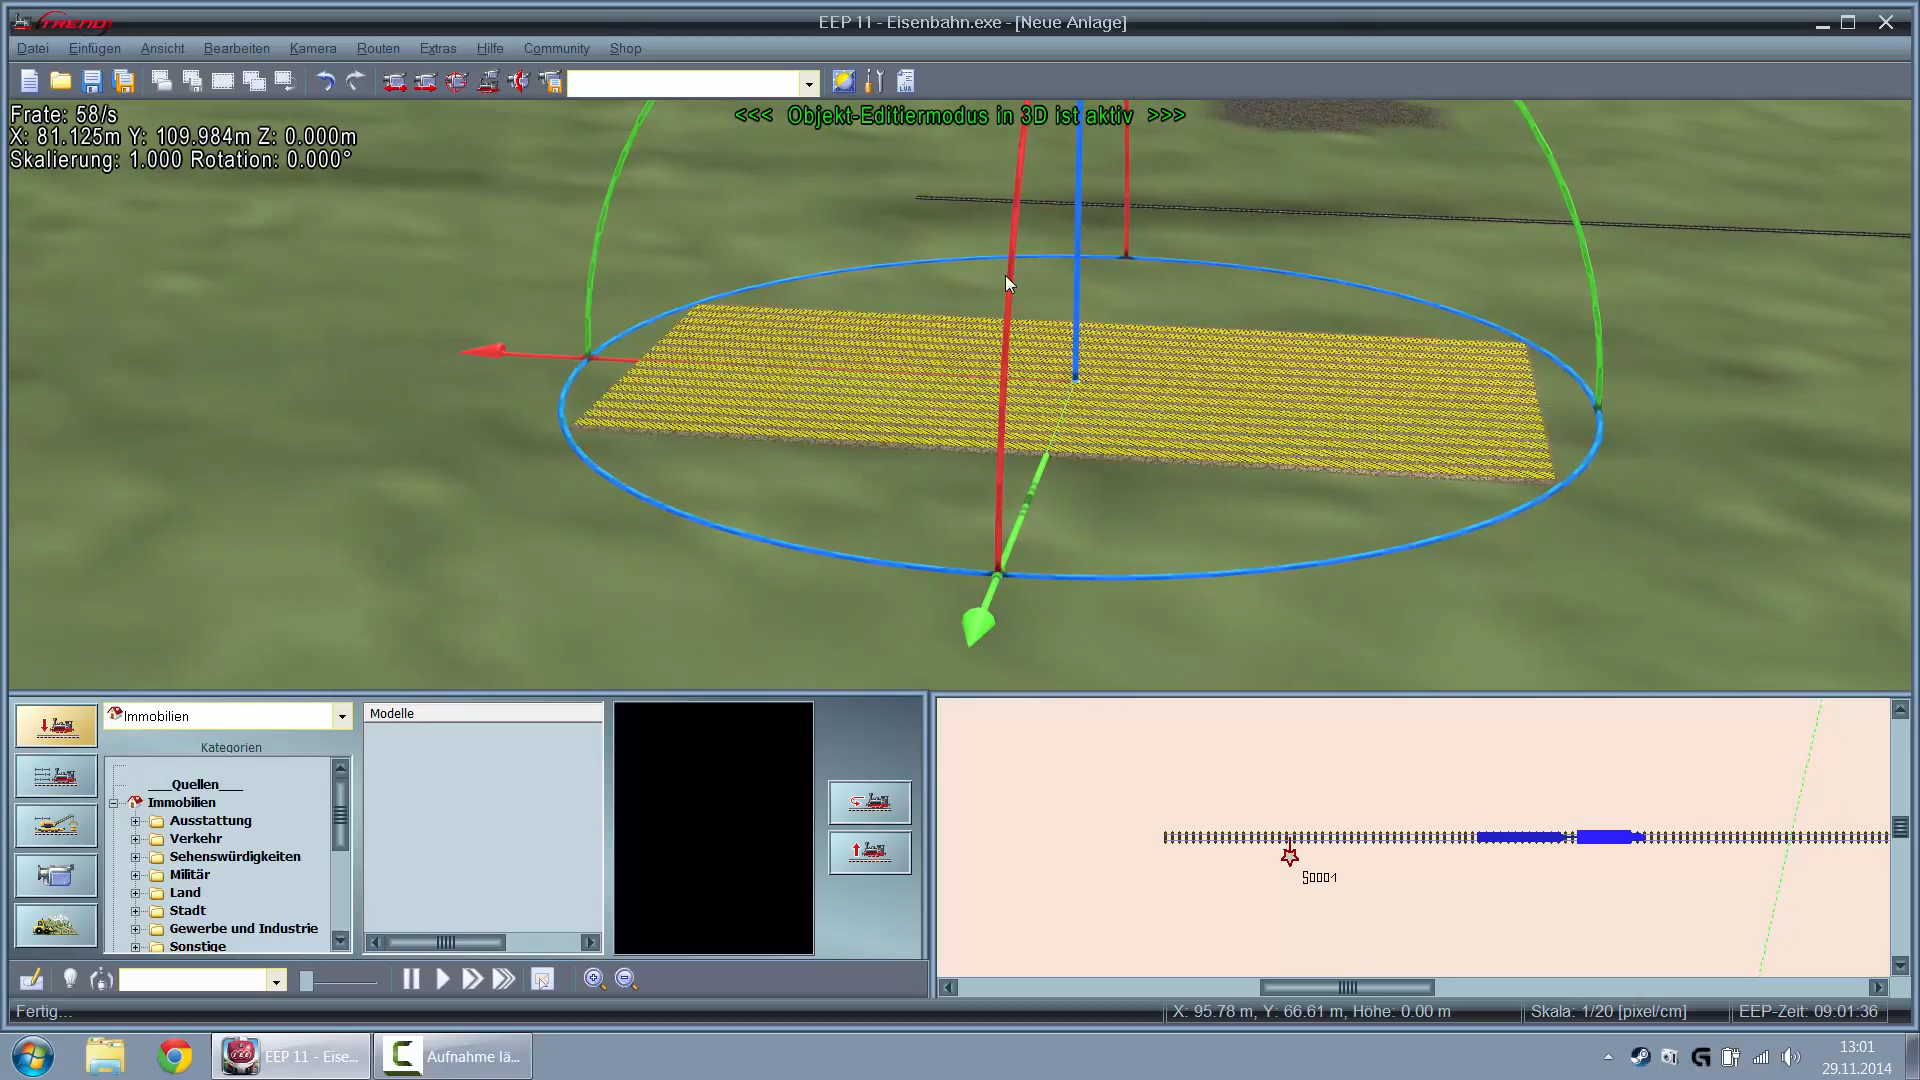 TREND
EEP 11 - Eisenbahn.exe - [Neue Anlage]
Datei Einfügen Ansicht Bearbeiten Kamera Routen Extras Hilfe Community Shop
LUA
Frate: 58/s
<<< Objekt-Editiermodus in 3D ist aktiv >>>
X: 81.125m Y: 109.984m Z: 0.000m
Skalierung: 1.000 Rotation: 0.000°
Immobilien
Modelle
Kategorien
___Quellen___
Immobilien
Ausstattung
Verkehr
Sehenswürdigkeiten
Militär
Land
Stadt
Gewerbe und Industrie
Sonstige
S0001
Fertig...
X: 95.78 m, Y: 66.61 m, Höhe: 0.00 m
Skala: 1/20 [pixel/cm]
EEP-Zeit: 09:01:36
EEP 11 - Eise...
Aufnahme lä...
13:01
29.11.2014